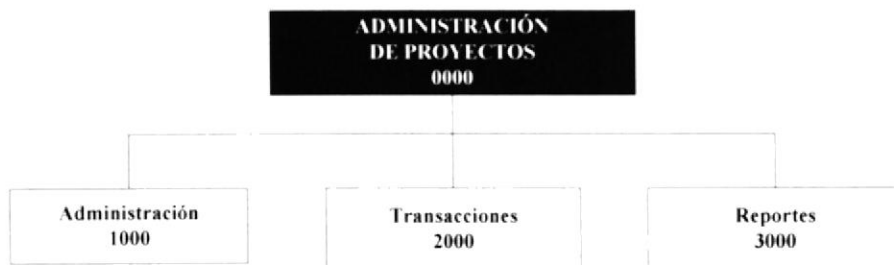 ADMINISTRACIÓN
DE PROYECTOS
0000
Administración
1000
Transacciones
2000
Reportes
3000